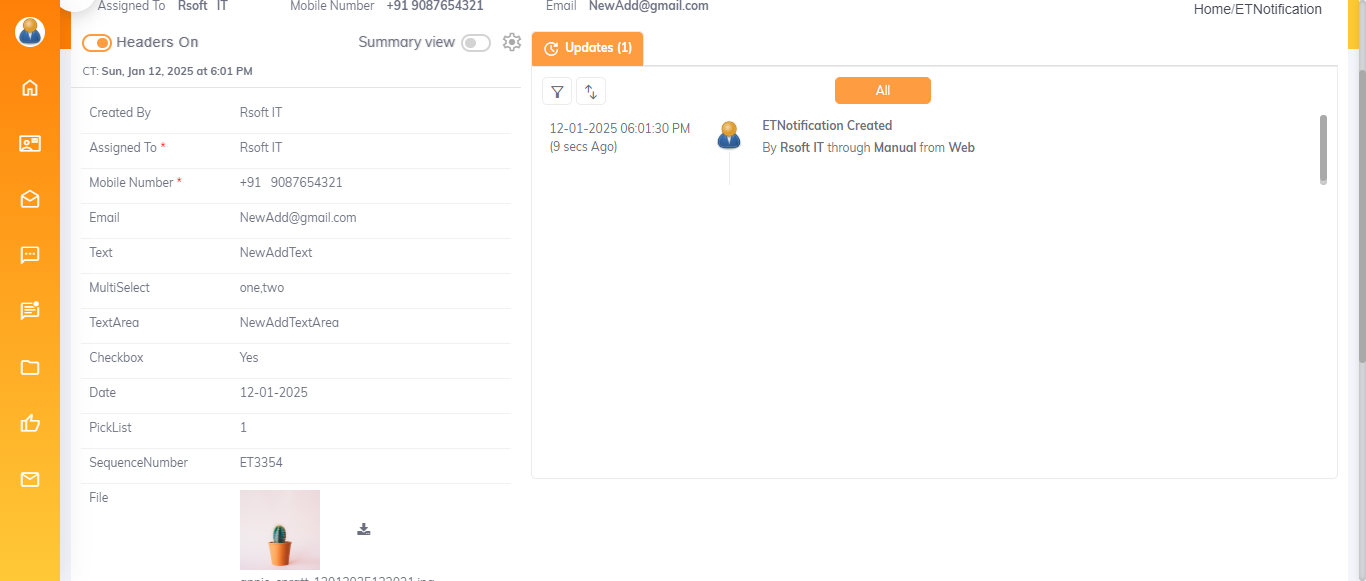 Assigned To Rsoft IT Mobile Number +91 9087654321 Email NewAdd@gmail.com
Home/ETNotification
Headers On Summary view
CT: Sun, Jan 12, 2025 at 6:01 PM
Created By Rsoft IT
Assigned To * Rsoft IT
Mobile Number * +91 9087654321
Email NewAdd@gmail.com
Text NewAddText
MultiSelect one,two
TextArea NewAddTextArea
Checkbox Yes
Date 12-01-2025
PickList 1
SequenceNumber ET3354
File
Updates (1)
All
12-01-2025 06:01:30 PM
(9 secs Ago)
ETNotification Created
By Rsoft IT through Manual from Web